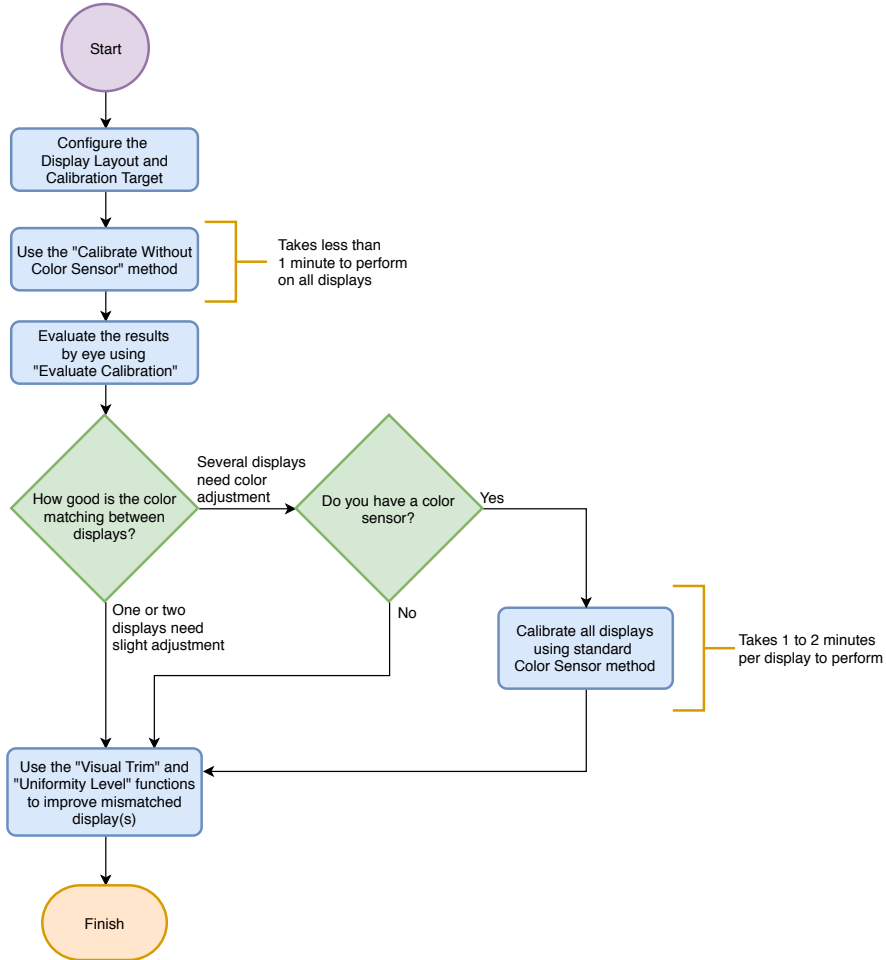 Start
Configure the
Display Layout and
Calibration Target
Use the "Calibrate Without
Color Sensor" method
Takes less than
1 minute to perform
on all displays
Evaluate the results
by eye using
"Evaluate Calibration"
How good is the color
matching between
displays?
Several displays
need color
adjustment
Do you have a color
sensor?
Yes
One or two
displays need
slight adjustment
No
Calibrate all displays
using standard
Color Sensor method
Takes 1 to 2 minutes
per display to perform
Use the "Visual Trim" and
"Uniformity Level" functions
to improve mismatched
display(s)
Finish